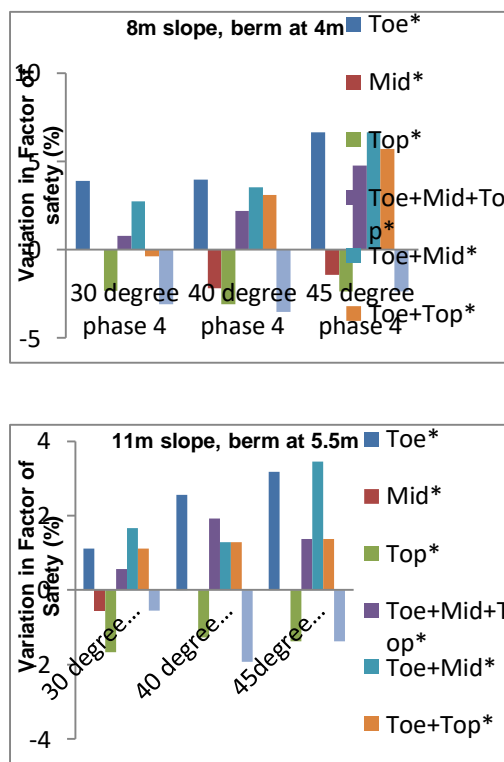 8m slope, berm at 4m
Variation in Factor of
safety (%)
10
5
0
-5
30 degree
phase 4
40 degree
phase 4
45 degree
phase 4
Toe*
Mid*
Top*
Toe+Mid+To
p*
Toe+Mid*
Toe+Top*
11m slope, berm at 5.5m
Variation in Factor of
Safety (%)
4
2
0
-2
-4
30 degree...
40 degree...
45degree...
Toe*
Mid*
Top*
Toe+Mid+T
op*
Toe+Mid*
Toe+Top*